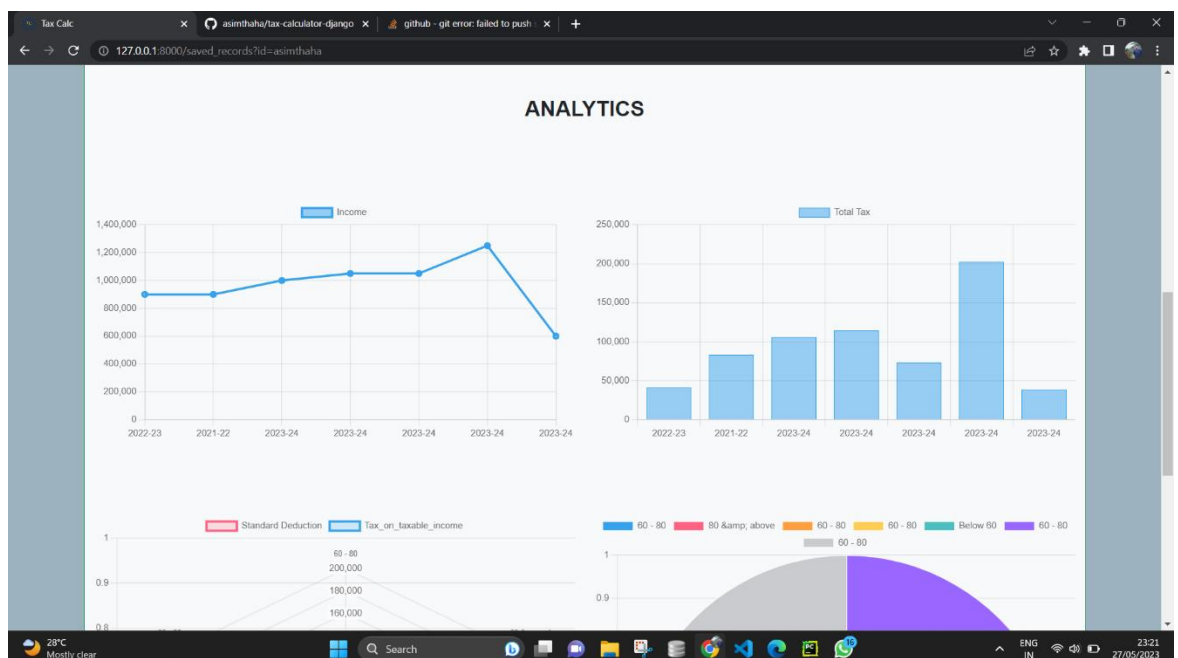 Tax Calc
asimthaha/tax-calculator-django
github - git error: failed to push
127.0.0.1:8000/saved_records?id=asimthaha
ANALYTICS
Income
1,400,000
1,200,000
1,000,000
800,000
600,000
400,000
200,000
0
2022-23 2021-22 2023-24 2023-24 2023-24 2023-24 2023-24
Total Tax
250,000
200,000
150,000
100,000
50,000
0
2022-23 2021-22 2023-24 2023-24 2023-24 2023-24 2023-24
Standard Deduction Tax_on_taxable_income
1
0.9
0.8
60 - 80
200,000
180,000
160,000
60 - 80 80 &amp; above 60 - 80 60 - 80 Below 60 60 - 80
60 - 80
1
0.9
28°C
Mostly clear
Search
16
ENG
IN
23:21
27/05/2023